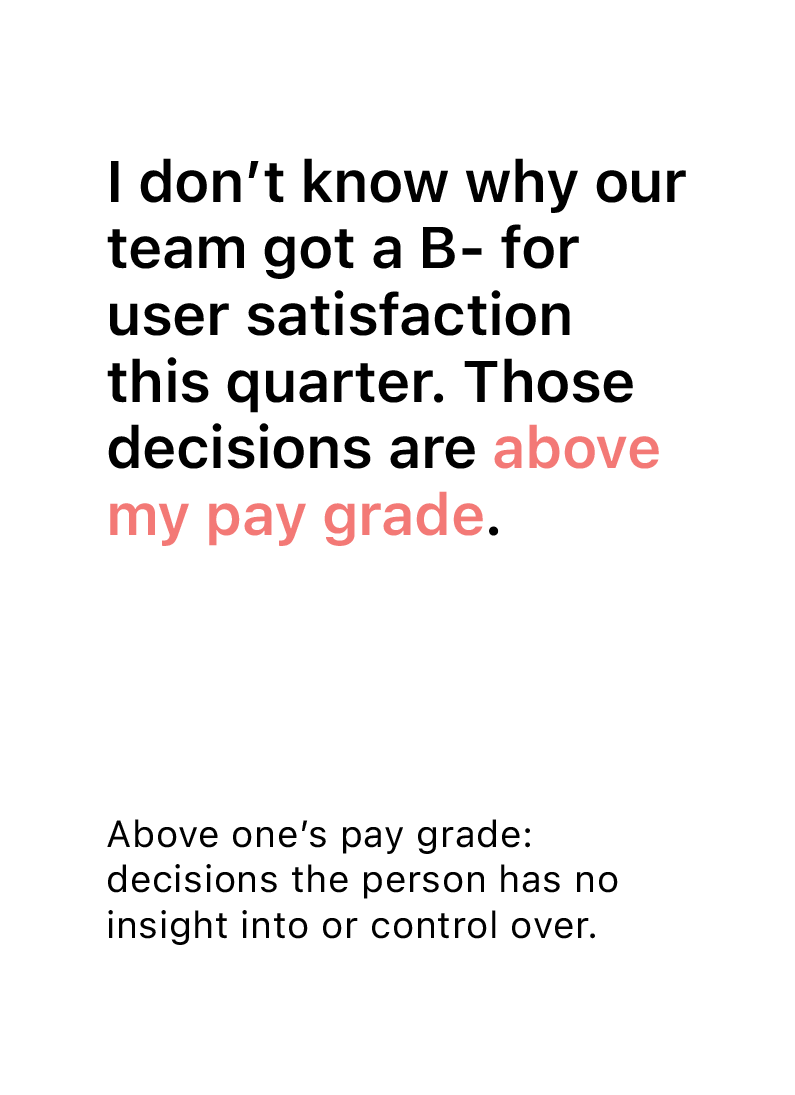 I don’t know why our
team got a B- for
user satisfaction
this quarter. Those
decisions are above
my pay grade.
Above one’s pay grade:
decisions the person has no
insight into or control over.